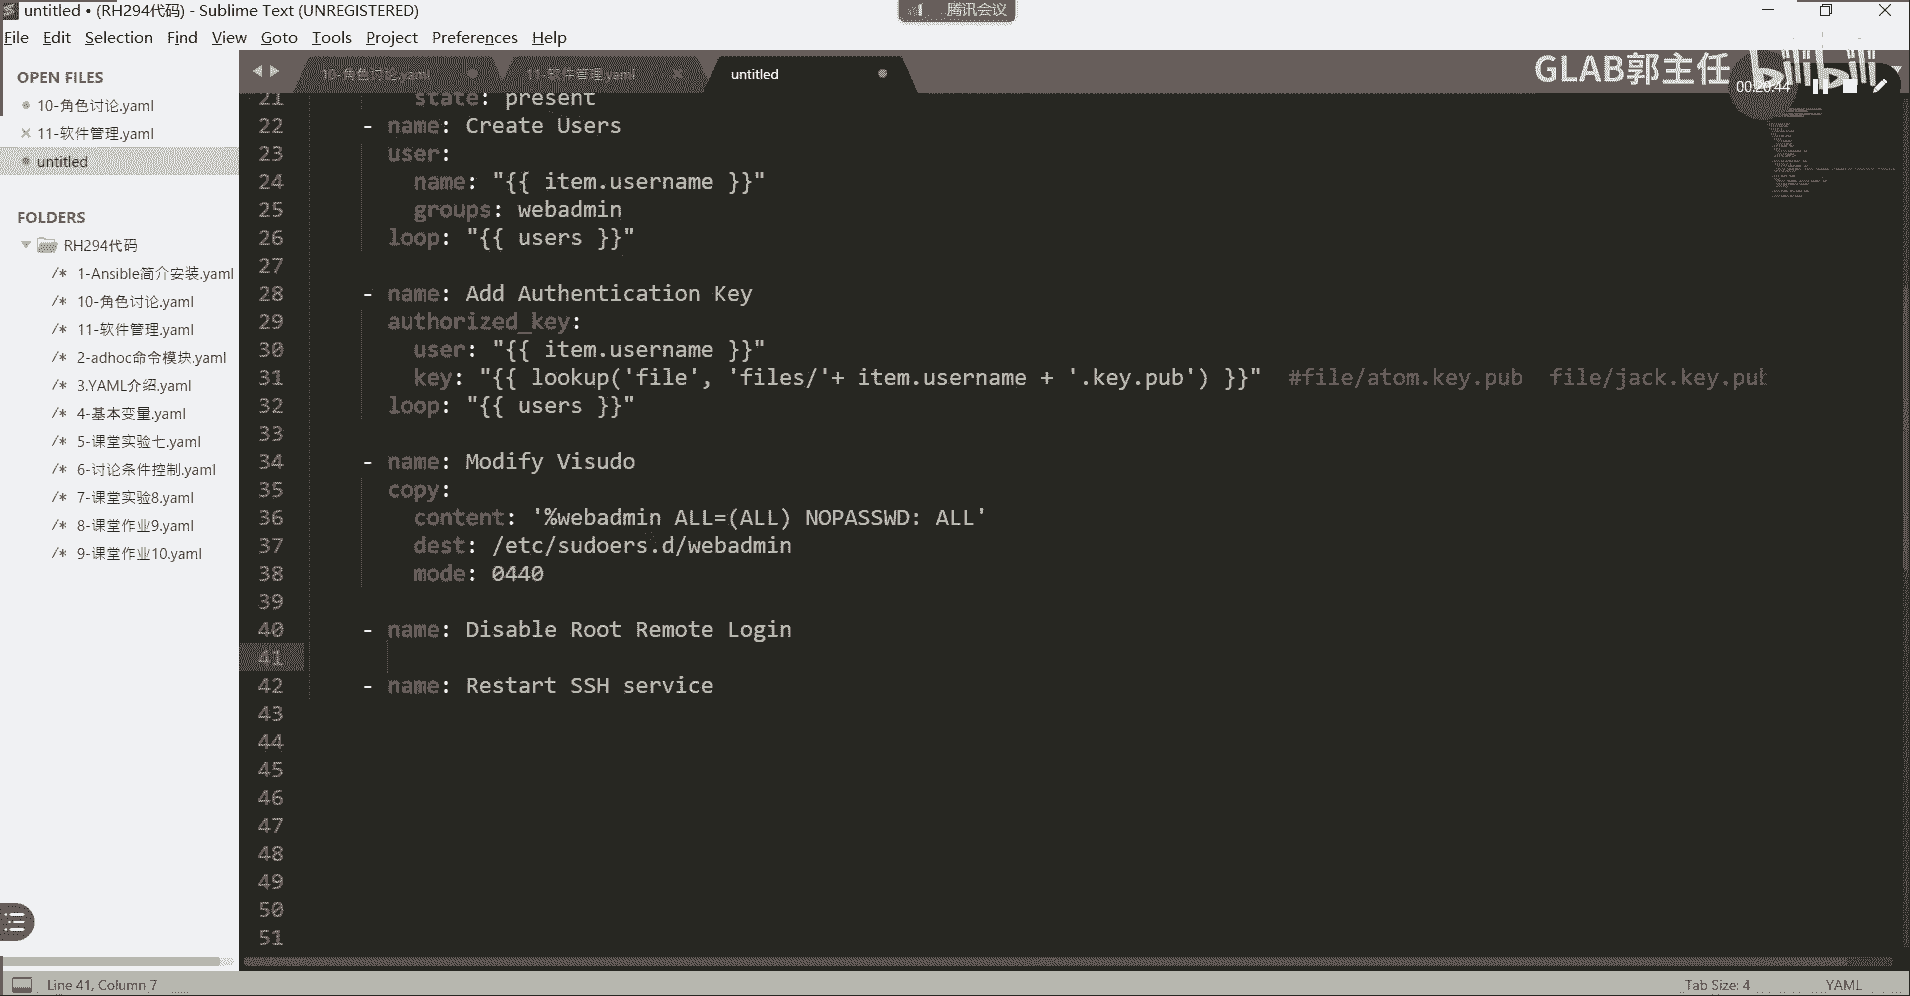 untitled • (RH294代码) - Sublime Text (UNREGISTERED)
腾讯会议
File Edit Selection Find View Goto Tools Project Preferences Help
GLAB郭主任 bilibili
00:20:44
OPEN FILES
10-角色讨论.yaml
11-软件管理.yaml
untitled
FOLDERS
RH294代码
/* 1-Ansible简介安装.yaml
/* 10-角色讨论.yaml
/* 11-软件管理.yaml
/* 2-adhoc命令模块.yaml
/* 3.YAML介绍.yaml
/* 4-基本变量.yaml
/* 5-课堂实验七.yaml
/* 6-讨论条件控制.yaml
/* 7-课堂实验8.yaml
/* 8-课堂作业9.yaml
/* 9-课堂作业10.yaml
10-角色讨论.yaml 11-软件管理.yaml untitled
21 state: present
22 - name: Create Users
23 user:
24 name: "{{ item.username }}"
25 groups: webadmin
26 loop: "{{ users }}"
27
28 - name: Add Authentication Key
29 authorized_key:
30 user: "{{ item.username }}"
31 key: "{{ lookup('file', 'files/'+ item.username + '.key.pub') }}" #file/atom.key.pub file/jack.key.pub
32 loop: "{{ users }}"
33
34 - name: Modify Visudo
35 copy:
36 content: '%webadmin ALL=(ALL) NOPASSWD: ALL'
37 dest: /etc/sudoers.d/webadmin
38 mode: 0440
39
40 - name: Disable Root Remote Login
41
42 - name: Restart SSH service
43
44
45
46
47
48
49
50
51
Line 41, Column 7
Tab Size: 4
YAML